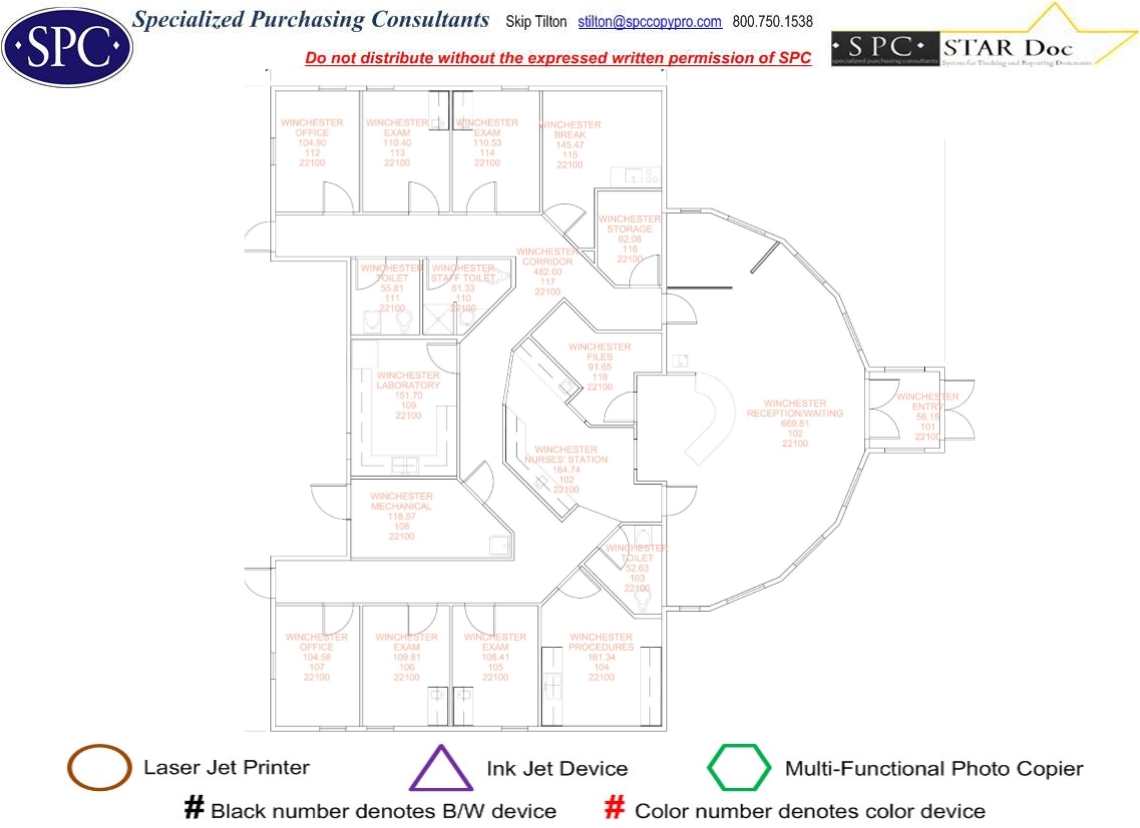 SPC
Specialized Purchasing Consultants Skip Tilton stilton@spccopypro.com 800.750.1538
Do not distribute without the expressed written permission of SPC
SPC
specialized purchasing consultants
STAR Doc
System for Tracking and Reporting Documents
WINCHESTER
OFFICE
104.90
112
22100
WINCHESTER
EXAM
110.40
113
22100
WINCHESTER
EXAM
110.53
114
22100
WINCHESTER
BREAK
145.47
115
22100
WINCHESTER
STORAGE
62.08
116
22100
WINCHESTER
CORRIDOR
482.00
117
22100
WINCHESTER
TOILET
55.81
111
22100
WINCHESTER
STAFF TOILET
61.33
110
22100
WINCHESTER
FILES
91.65
118
22100
WINCHESTER
LABORATORY
151.70
109
22100
WINCHESTER
RECEPTION/WAITING
669.81
102
22100
WINCHESTER
ENTRY
56.15
101
22100
WINCHESTER
NURSES' STATION
164.74
102
22100
WINCHESTER
MECHANICAL
118.57
108
22100
WINCHESTER
TOILET
52.63
103
22100
WINCHESTER
OFFICE
104.58
107
22100
WINCHESTER
EXAM
109.81
106
22100
WINCHESTER
EXAM
108.41
105
22100
WINCHESTER
PROCEDURES
161.34
104
22100
Laser Jet Printer
Ink Jet Device
Multi-Functional Photo Copier
# Black number denotes B/W device
# Color number denotes color device